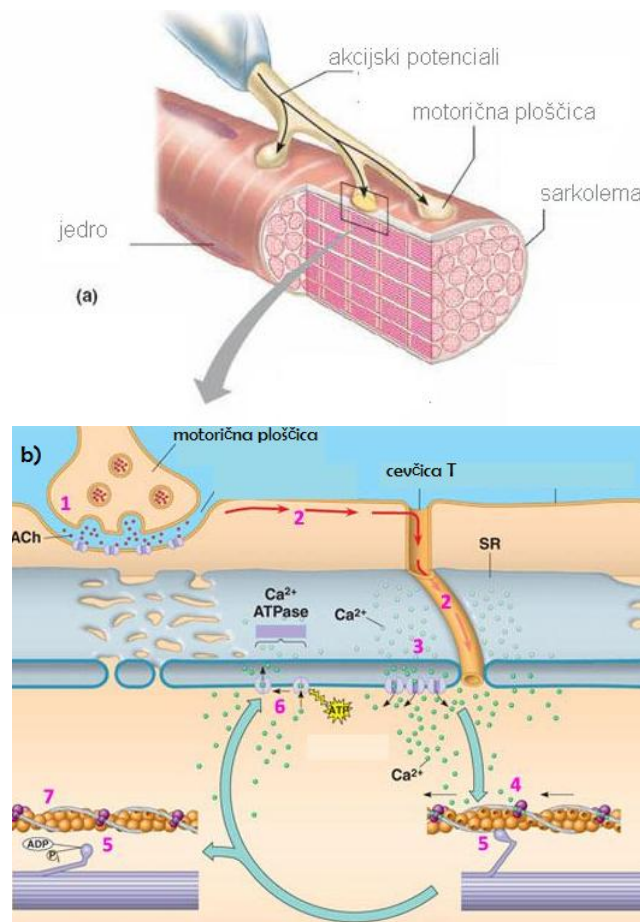 akcijski potenciali
motorična ploščica
sarkolema
jedro
(a)
b)
motorična ploščica
cevčica T
1
2
ACh
SR
Ca2+
ATPase
Ca2+
2
3
6
ATP
Ca2+
7
4
5
5
ADP
P